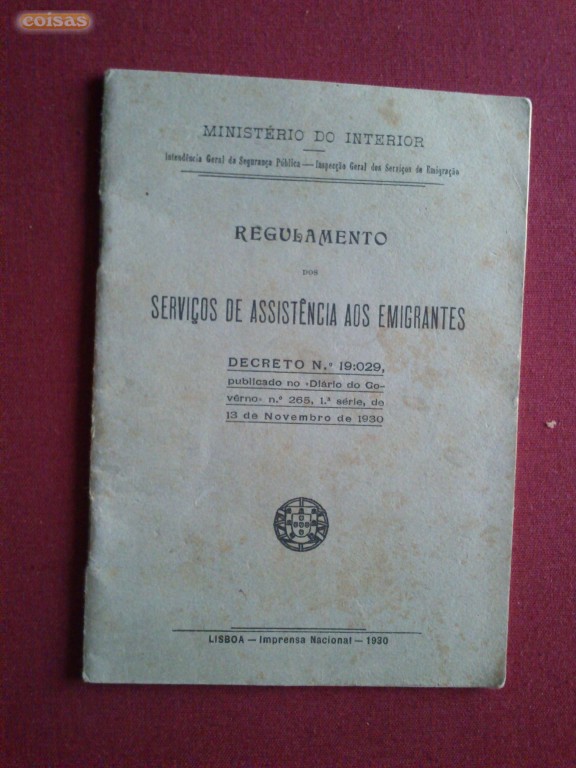 coisas
MINISTÉRIO DO INTERIOR
Intendência Geral da Segurança Pública — Inspecção Geral dos Serviços de Emigração
REGULAMENTO
DOS
SERVIÇOS DE ASSISTÊNCIA AOS EMIGRANTES
DECRETO N.º 19:029,
publicado no «Diário do Go-
vêrno» n.º 265, 1.ª série, de
13 de Novembro de 1930
LISBOA — Imprensa Nacional — 1930